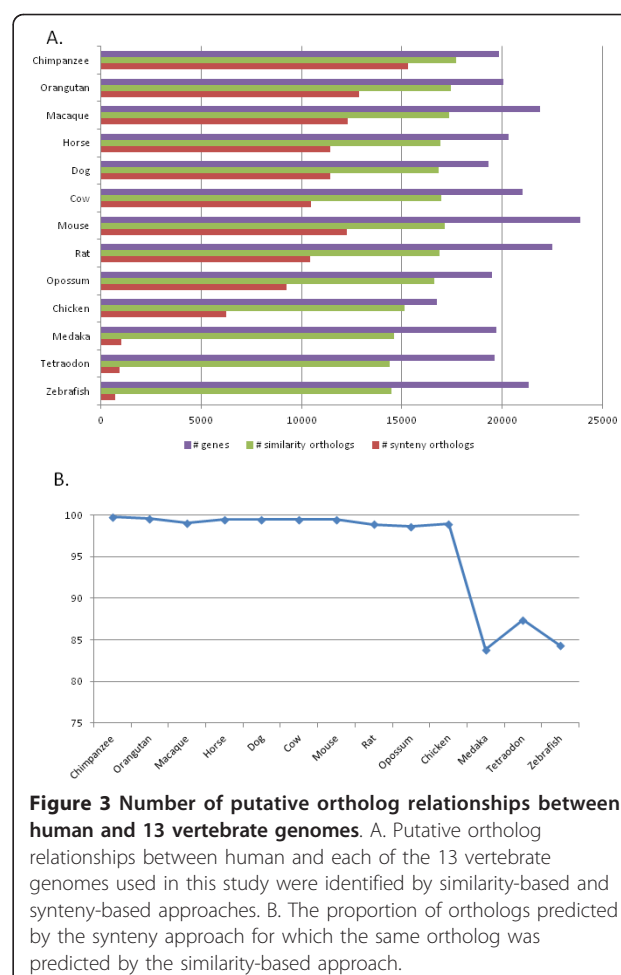 A.
Chimpanzee
Orangutan
Macaque
Horse
Dog
Cow
Mouse
Rat
Opossum
Chicken
Medaka
Tetraodon
Zebrafish
0 5000 10000 15000 20000 25000
# genes # similarity orthologs # synteny orthologs
B.
100
95
90
85
80
75
Chimpanzee Orangutan Macaque Horse Dog Cow Mouse Rat Opossum Chicken Medaka Tetraodon Zebrafish
Figure 3 Number of putative ortholog relationships between
human and 13 vertebrate genomes. A. Putative ortholog
relationships between human and each of the 13 vertebrate
genomes used in this study were identified by similarity-based and
synteny-based approaches. B. The proportion of orthologs predicted
by the synteny approach for which the same ortholog was
predicted by the similarity-based approach.